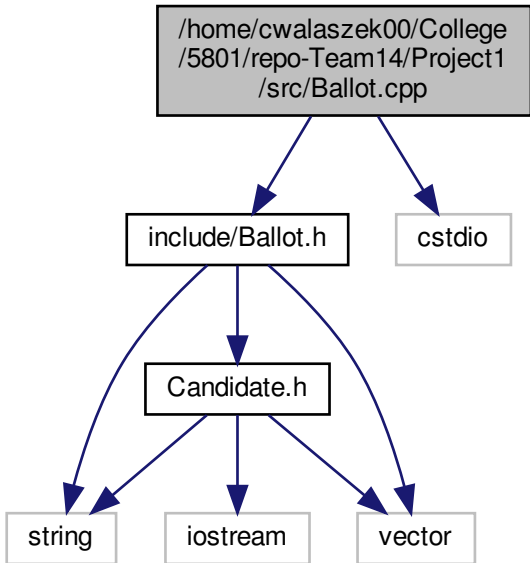 /home/cwalaszek00/College
/5801/repo-Team14/Project1
/src/Ballot.cpp
include/Ballot.h
cstdio
Candidate.h
string
iostream
vector